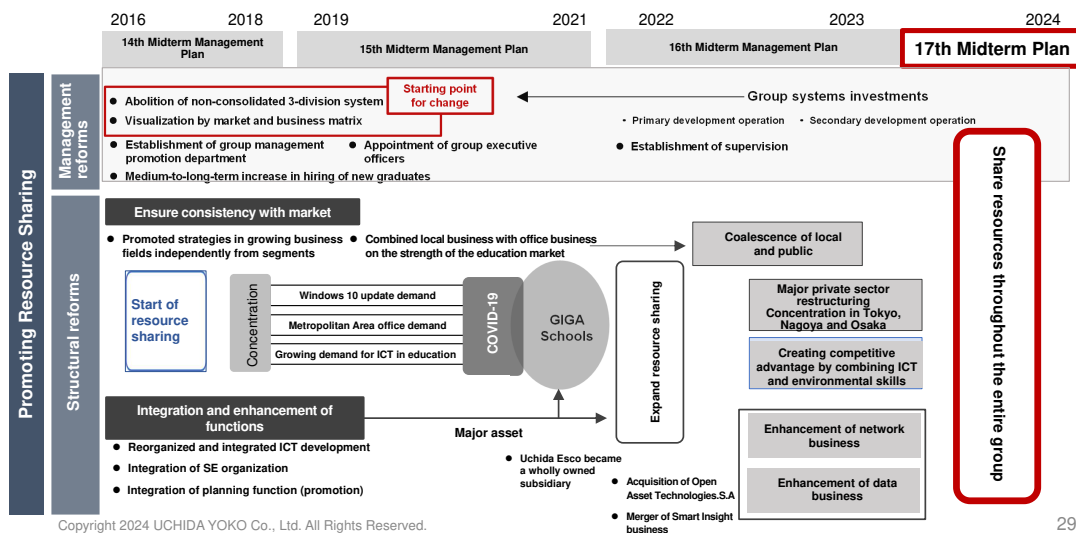 2016
2018
2019
2021
2022
2023
2024
14th Midterm Management
Plan
15th Midterm Management Plan
16th Midterm Management Plan
17th Midterm Plan
Promoting Resource Sharing
Management
reforms
● Abolition of non-consolidated 3-division system
● Visualization by market and business matrix
Starting point
for change
Group systems investments
・ Primary development operation
・ Secondary development operation
● Establishment of group management
promotion department
● Appointment of group executive
officers
● Establishment of supervision
● Medium-to-long-term increase in hiring of new graduates
Share resources throughout the entire group
Structural reforms
Ensure consistency with market
● Promoted strategies in growing business
fields independently from segments
● Combined local business with office business
on the strength of the education market
Coalescence of local
and public
Start of
resource
sharing
Concentration
Windows 10 update demand
Metropolitan Area office demand
Growing demand for ICT in education
COVID-19
GIGA
Schools
Expand resource sharing
Major private sector
restructuring
Concentration in Tokyo,
Nagoya and Osaka
Creating competitive
advantage by combining ICT
and environmental skills
Integration and enhancement of
functions
Major asset
● Reorganized and integrated ICT development
● Integration of SE organization
● Integration of planning function (promotion)
● Uchida Esco became
a wholly owned
subsidiary
● Acquisition of Open
Asset Technologies.S.A
● Merger of Smart Insight
business
Enhancement of network
business
Enhancement of data
business
Copyright 2024 UCHIDA YOKO Co., Ltd. All Rights Reserved.
29